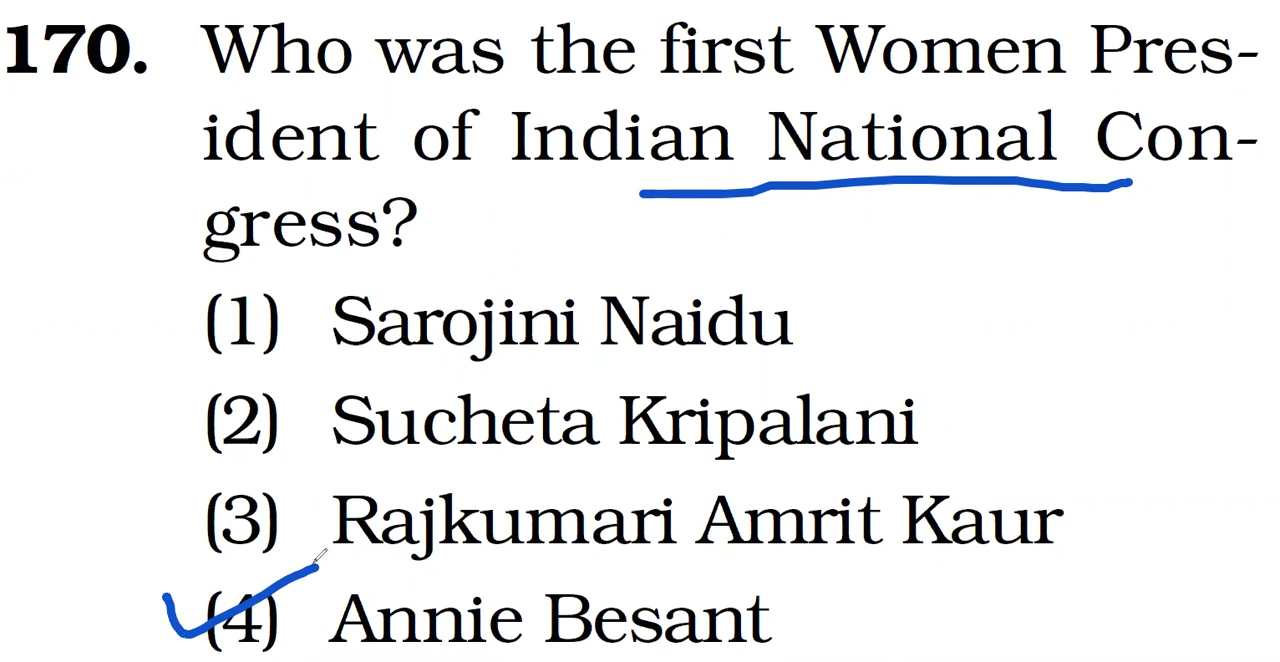 170. Who was the first Women Pres-
ident of Indian National Con-
gress?
(1) Sarojini Naidu
(2) Sucheta Kripalani
(3) Rajkumari Amrit Kaur
(4) Annie Besant